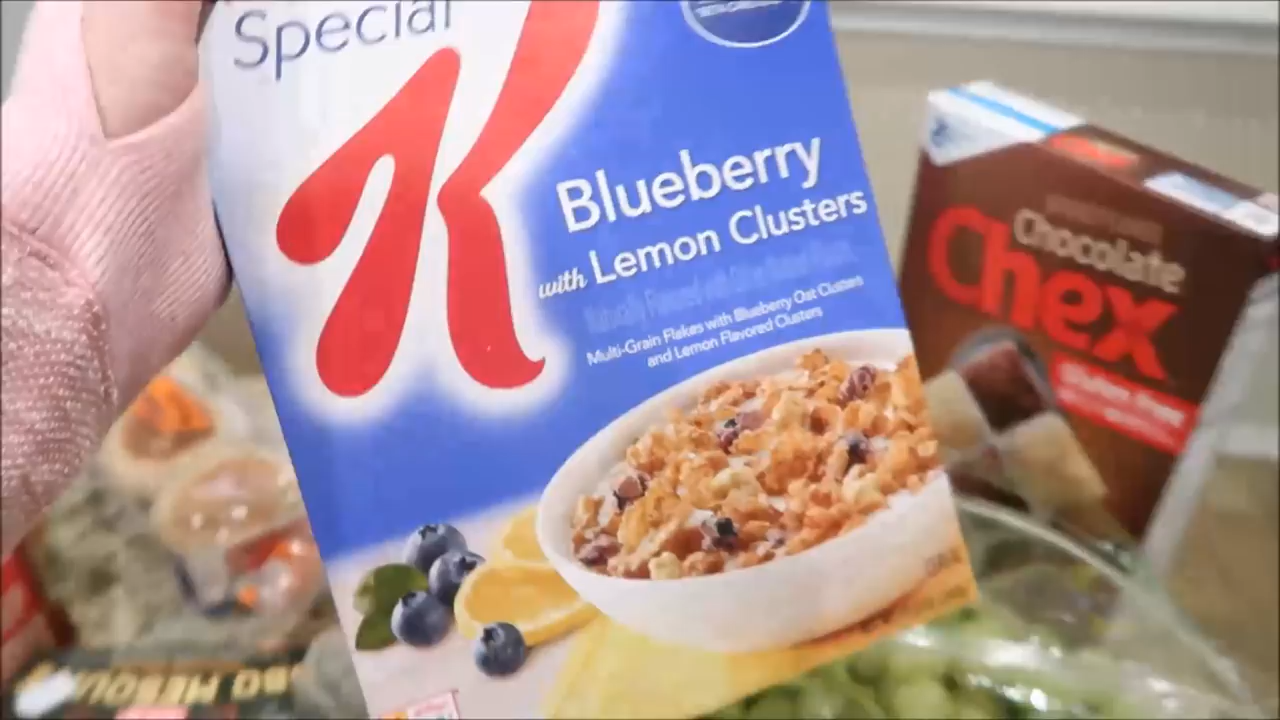 Special
K
Blueberry
with Lemon Clusters
Multi-Grain Flakes with Blueberry Oat Clusters
and Lemon Flavored Clusters
Chocolate
Chex
Gluten Free